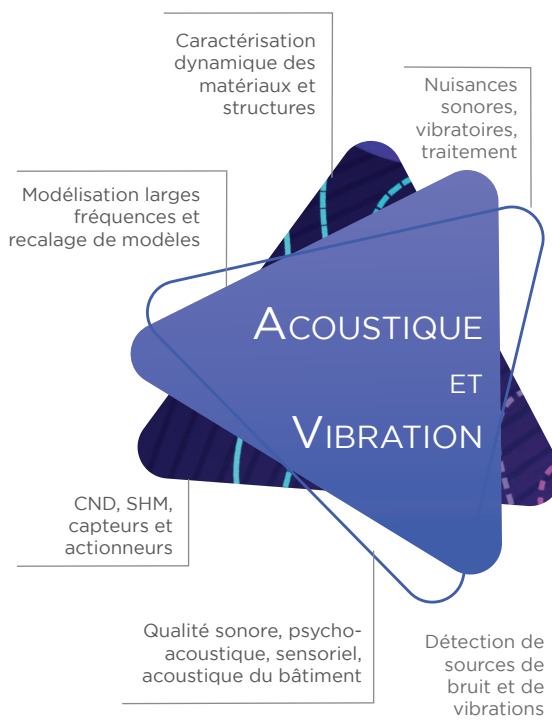 Caractérisation
dynamique des
matériaux et
structures
Nuisances
sonores,
vibratoires,
traitement
Modélisation larges
fréquences et
recalage de modèles
ACOUSTIQUE
ET
VIBRATION
CND, SHM,
capteurs et
actionneurs
Qualité sonore, psycho-
acoustique, sensoriel,
acoustique du bâtiment
Détection de
sources de
bruit et de
vibrations